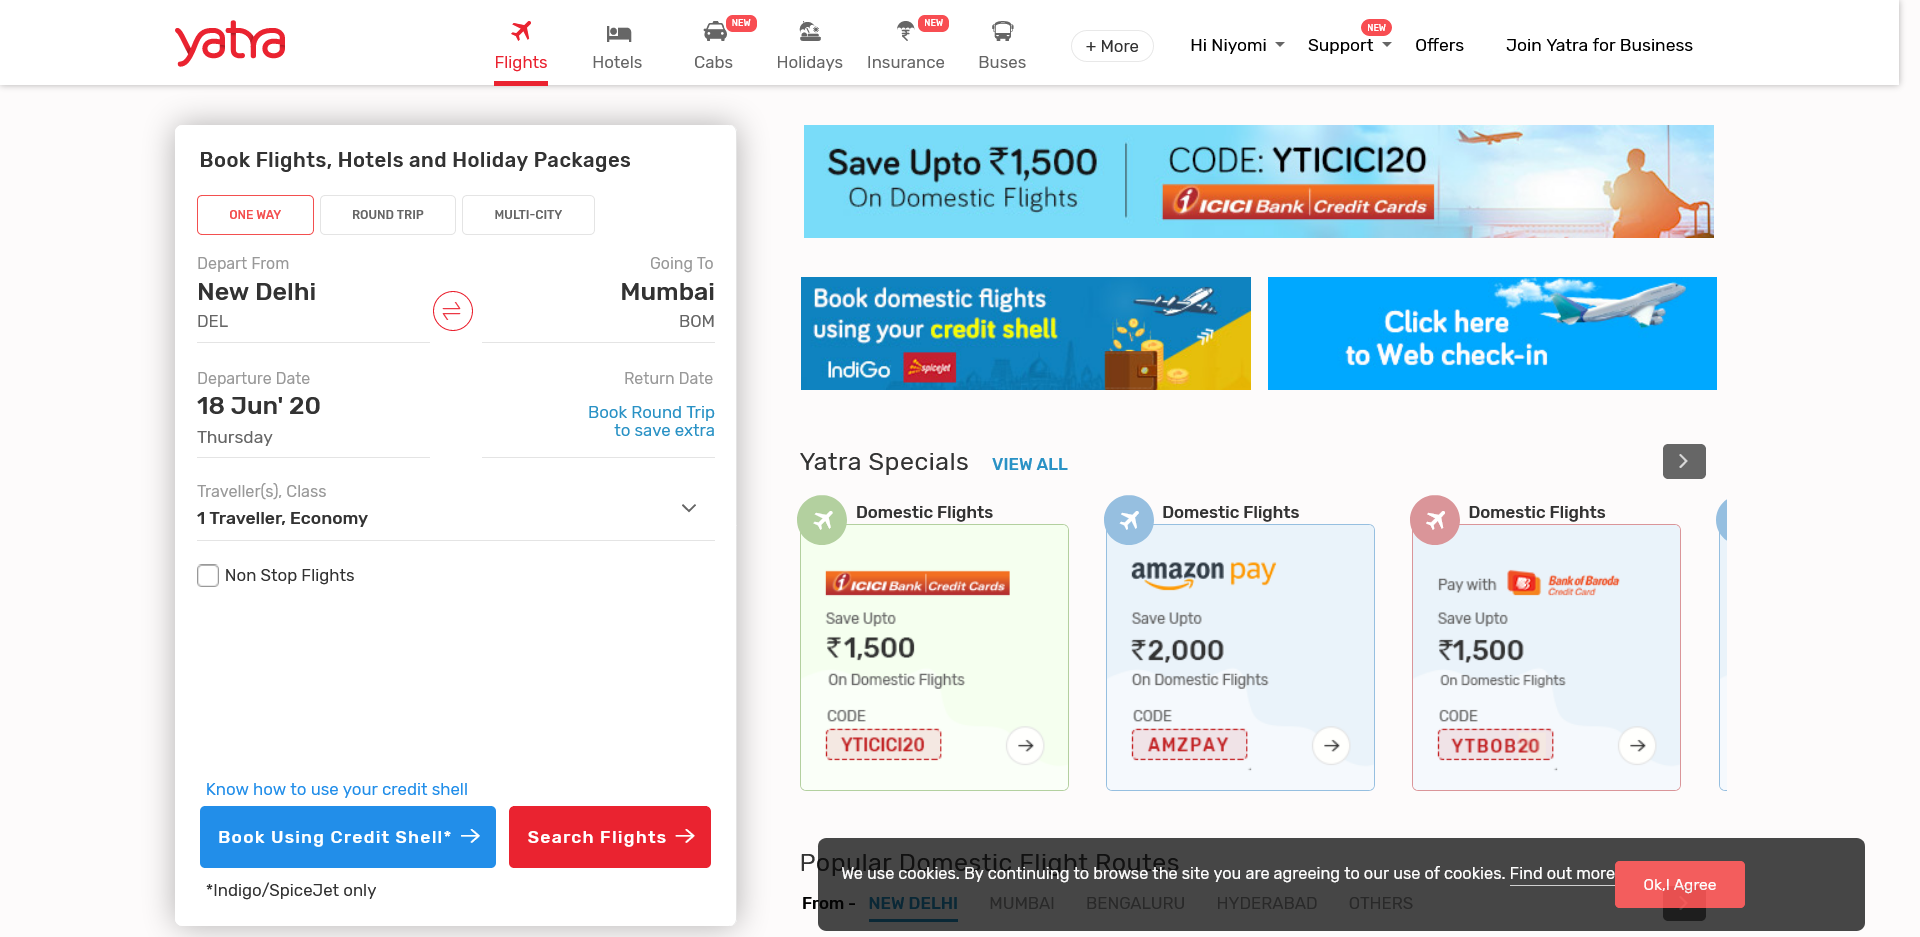 yatra
Flights
Hotels
NEW
Cabs
Holidays
NEW
Insurance
Buses
+ More
Hi Niyomi
NEW
Support
Offers
Join Yatra for Business
Book Flights, Hotels and Holiday Packages
ONE WAY
ROUND TRIP
MULTI-CITY
Depart From
New Delhi
DEL
Going To
Mumbai
BOM
Departure Date
18 Jun' 20
Thursday
Return Date
Book Round Trip
to save extra
Traveller(s), Class
1 Traveller, Economy
Non Stop Flights
Know how to use your credit shell
Book Using Credit Shell*
Search Flights
*Indigo/SpiceJet only
Save Upto ₹1,500
On Domestic Flights
CODE: YTICICI20
ICICI Bank Credit Cards
Book domestic flights
using your credit shell
IndiGo
spicejet
Click here
to Web check-in
Yatra Specials
VIEW ALL
Domestic Flights
ICICI Bank Credit Cards
Save Upto
₹1,500
On Domestic Flights
CODE
YTICICI20
Domestic Flights
amazon pay
Save Upto
₹2,000
On Domestic Flights
CODE
AMZPAY
Domestic Flights
Pay with
Bank of Baroda
Credit Card
Save Upto
₹1,500
On Domestic Flights
CODE
YTBOB20
Popular Domestic Flight Routes
We use cookies. By continuing to browse the site you are agreeing to our use of cookies. Find out more
Ok,I Agree
From -
NEW DELHI
MUMBAI
BENGALURU
HYDERABAD
OTHERS